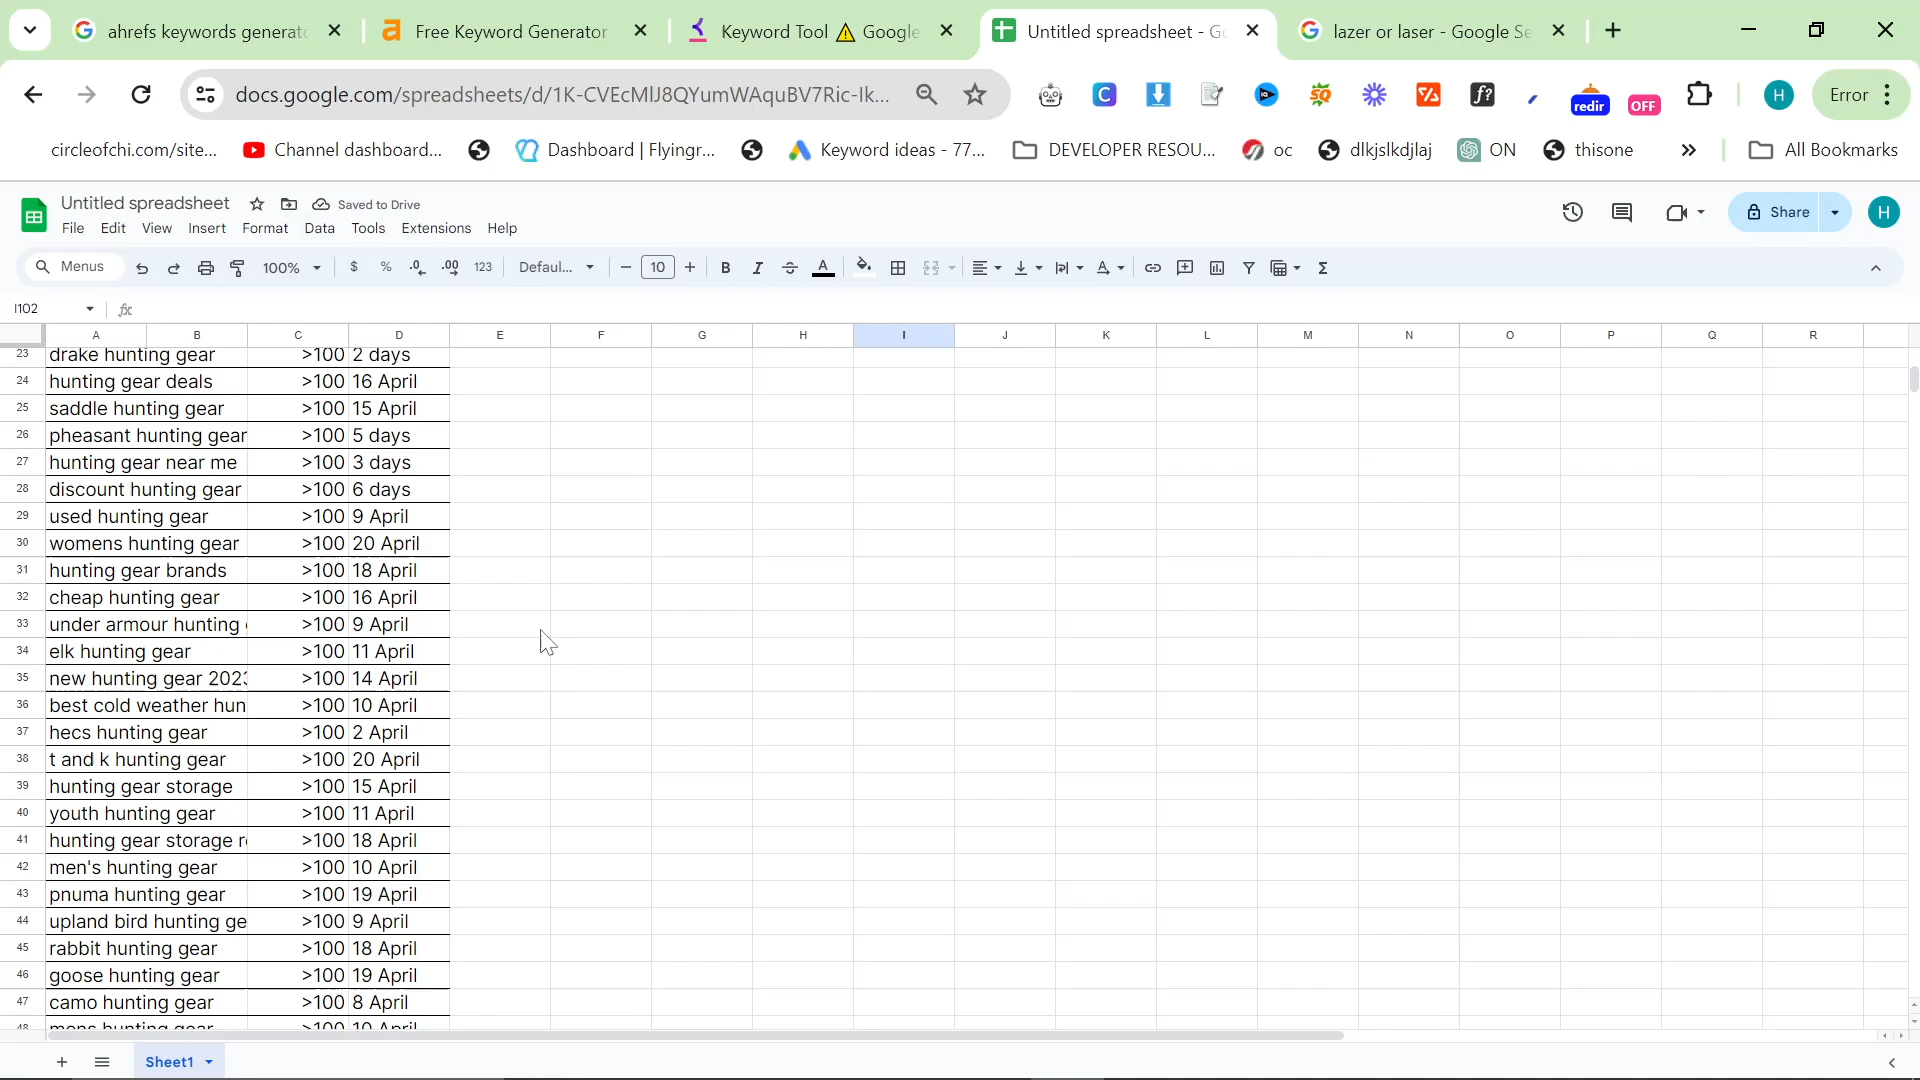 ahrefs keywords generato
Free Keyword Generator
Keyword Tool ⚠ Google
Untitled spreadsheet - Go
lazer or laser - Google Se
docs.google.com/spreadsheets/d/1K-CVEcMlJ8QYumWAquBV7Ric-Ik...
redir
OFF
H
Error
circleofchi.com/site...
Channel dashboard...
Dashboard | Flyingr...
Keyword ideas - 77...
DEVELOPER RESOU...
oc
dlkjslkdjlaj
ON
thisone
All Bookmarks
Untitled spreadsheet
Saved to Drive
File Edit View Insert Format Data Tools Extensions Help
Share
H
Menus
100%
$ % .0 .00 123
Defaul...
10
B I A
I102
fx
A B C D E F G H I J K L M N O P Q R
23 drake hunting gear >100 2 days
24 hunting gear deals >100 16 April
25 saddle hunting gear >100 15 April
26 pheasant hunting gear >100 5 days
27 hunting gear near me >100 3 days
28 discount hunting gear >100 6 days
29 used hunting gear >100 9 April
30 womens hunting gear >100 20 April
31 hunting gear brands >100 18 April
32 cheap hunting gear >100 16 April
33 under armour hunting >100 9 April
34 elk hunting gear >100 11 April
35 new hunting gear 2023 >100 14 April
36 best cold weather hun >100 10 April
37 hecs hunting gear >100 2 April
38 t and k hunting gear >100 20 April
39 hunting gear storage >100 15 April
40 youth hunting gear >100 11 April
41 hunting gear storage r >100 18 April
42 men's hunting gear >100 10 April
43 pnuma hunting gear >100 19 April
44 upland bird hunting ge >100 9 April
45 rabbit hunting gear >100 18 April
46 goose hunting gear >100 19 April
47 camo hunting gear >100 8 April
48 mens hunting gear >100 10 April
Sheet1